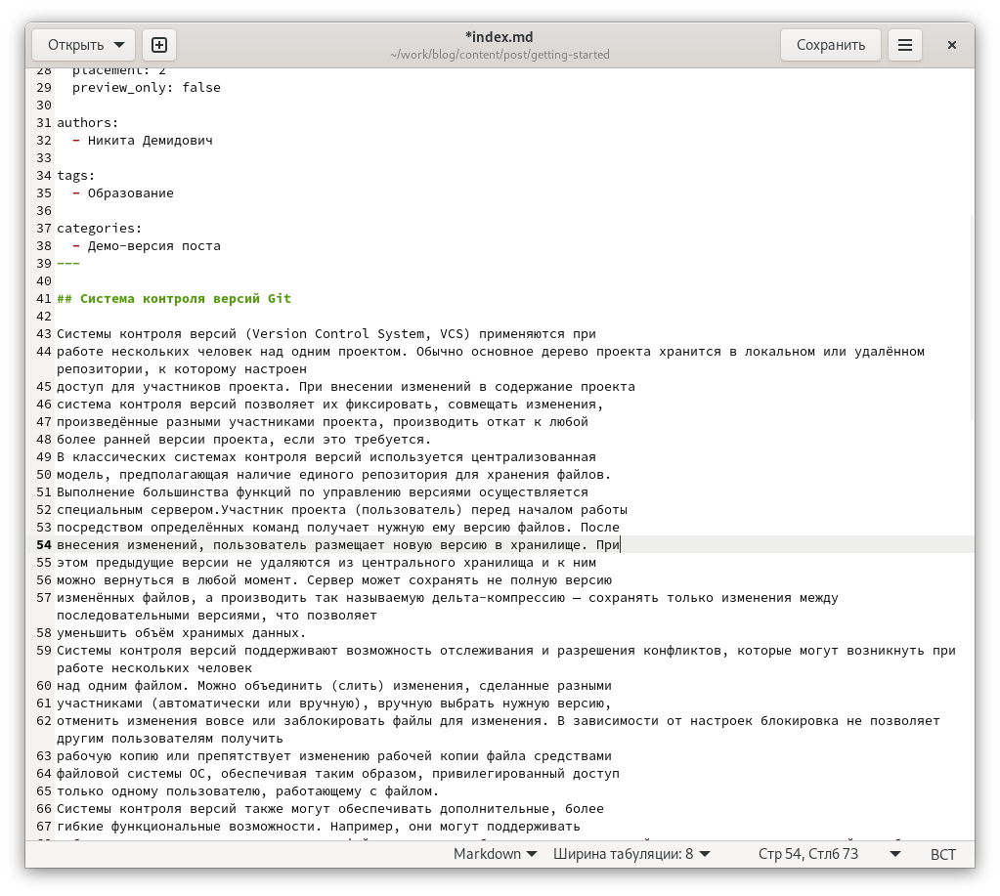 Открыть
*index.md
~/work/blog/content/post/getting-started
Сохранить
28 placement: 2
29 preview_only: false
30
31 authors:
32 - Никита Демидович
33
34 tags:
35 - Образование
36
37 categories:
38 - Демо-версия поста
39 ---
40
41 ## Система контроля версий Git
42
43 Системы контроля версий (Version Control System, VCS) применяются при
44 работе нескольких человек над одним проектом. Обычно основное дерево проекта хранится в локальном или удалённом
репозитории, к которому настроен
45 доступ для участников проекта. При внесении изменений в содержание проекта
46 система контроля версий позволяет их фиксировать, совмещать изменения,
47 произведённые разными участниками проекта, производить откат к любой
48 более ранней версии проекта, если это требуется.
49 В классических системах контроля версий используется централизованная
50 модель, предполагающая наличие единого репозитория для хранения файлов.
51 Выполнение большинства функций по управлению версиями осуществляется
52 специальным сервером.Участник проекта (пользователь) перед началом работы
53 посредством определённых команд получает нужную ему версию файлов. После
54 внесения изменений, пользователь размещает новую версию в хранилище. При
55 этом предыдущие версии не удаляются из центрального хранилища и к ним
56 можно вернуться в любой момент. Сервер может сохранять не полную версию
57 изменённых файлов, а производить так называемую дельта-компрессию — сохранять только изменения между
последовательными версиями, что позволяет
58 уменьшить объём хранимых данных.
59 Системы контроля версий поддерживают возможность отслеживания и разрешения конфликтов, которые могут возникнуть при
работе нескольких человек
60 над одним файлом. Можно объединить (слить) изменения, сделанные разными
61 участниками (автоматически или вручную), вручную выбрать нужную версию,
62 отменить изменения вовсе или заблокировать файлы для изменения. В зависимости от настроек блокировка не позволяет
другим пользователям получить
63 рабочую копию или препятствует изменению рабочей копии файла средствами
64 файловой системы ОС, обеспечивая таким образом, привилегированный доступ
65 только одному пользователю, работающему с файлом.
66 Системы контроля версий также могут обеспечивать дополнительные, более
67 гибкие функциональные возможности. Например, они могут поддерживать
Markdown Ширина табуляции: 8 Стр 54, Стлб 73 ВСТ